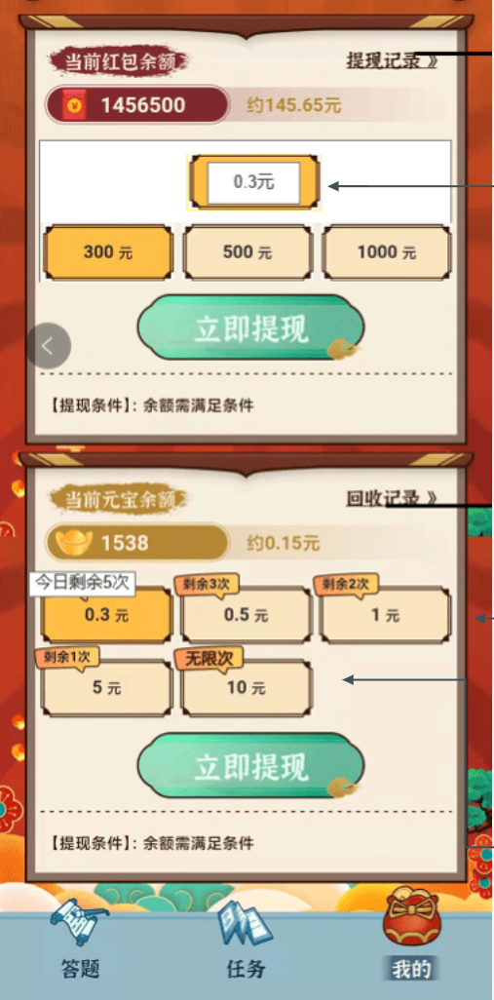 当前红包余额
提现记录 》
1456500
约145.65元
0.3元
300 元
500 元
1000 元
立即提现
【提现条件】：余额需满足条件
当前元宝余额
回收记录 》
1538
约0.15元
今日剩余5次
剩余3次
剩余2次
0.3 元
0.5 元
1 元
剩余1次
无限次
5 元
10 元
立即提现
【提现条件】：余额需满足条件
答题
任务
我的